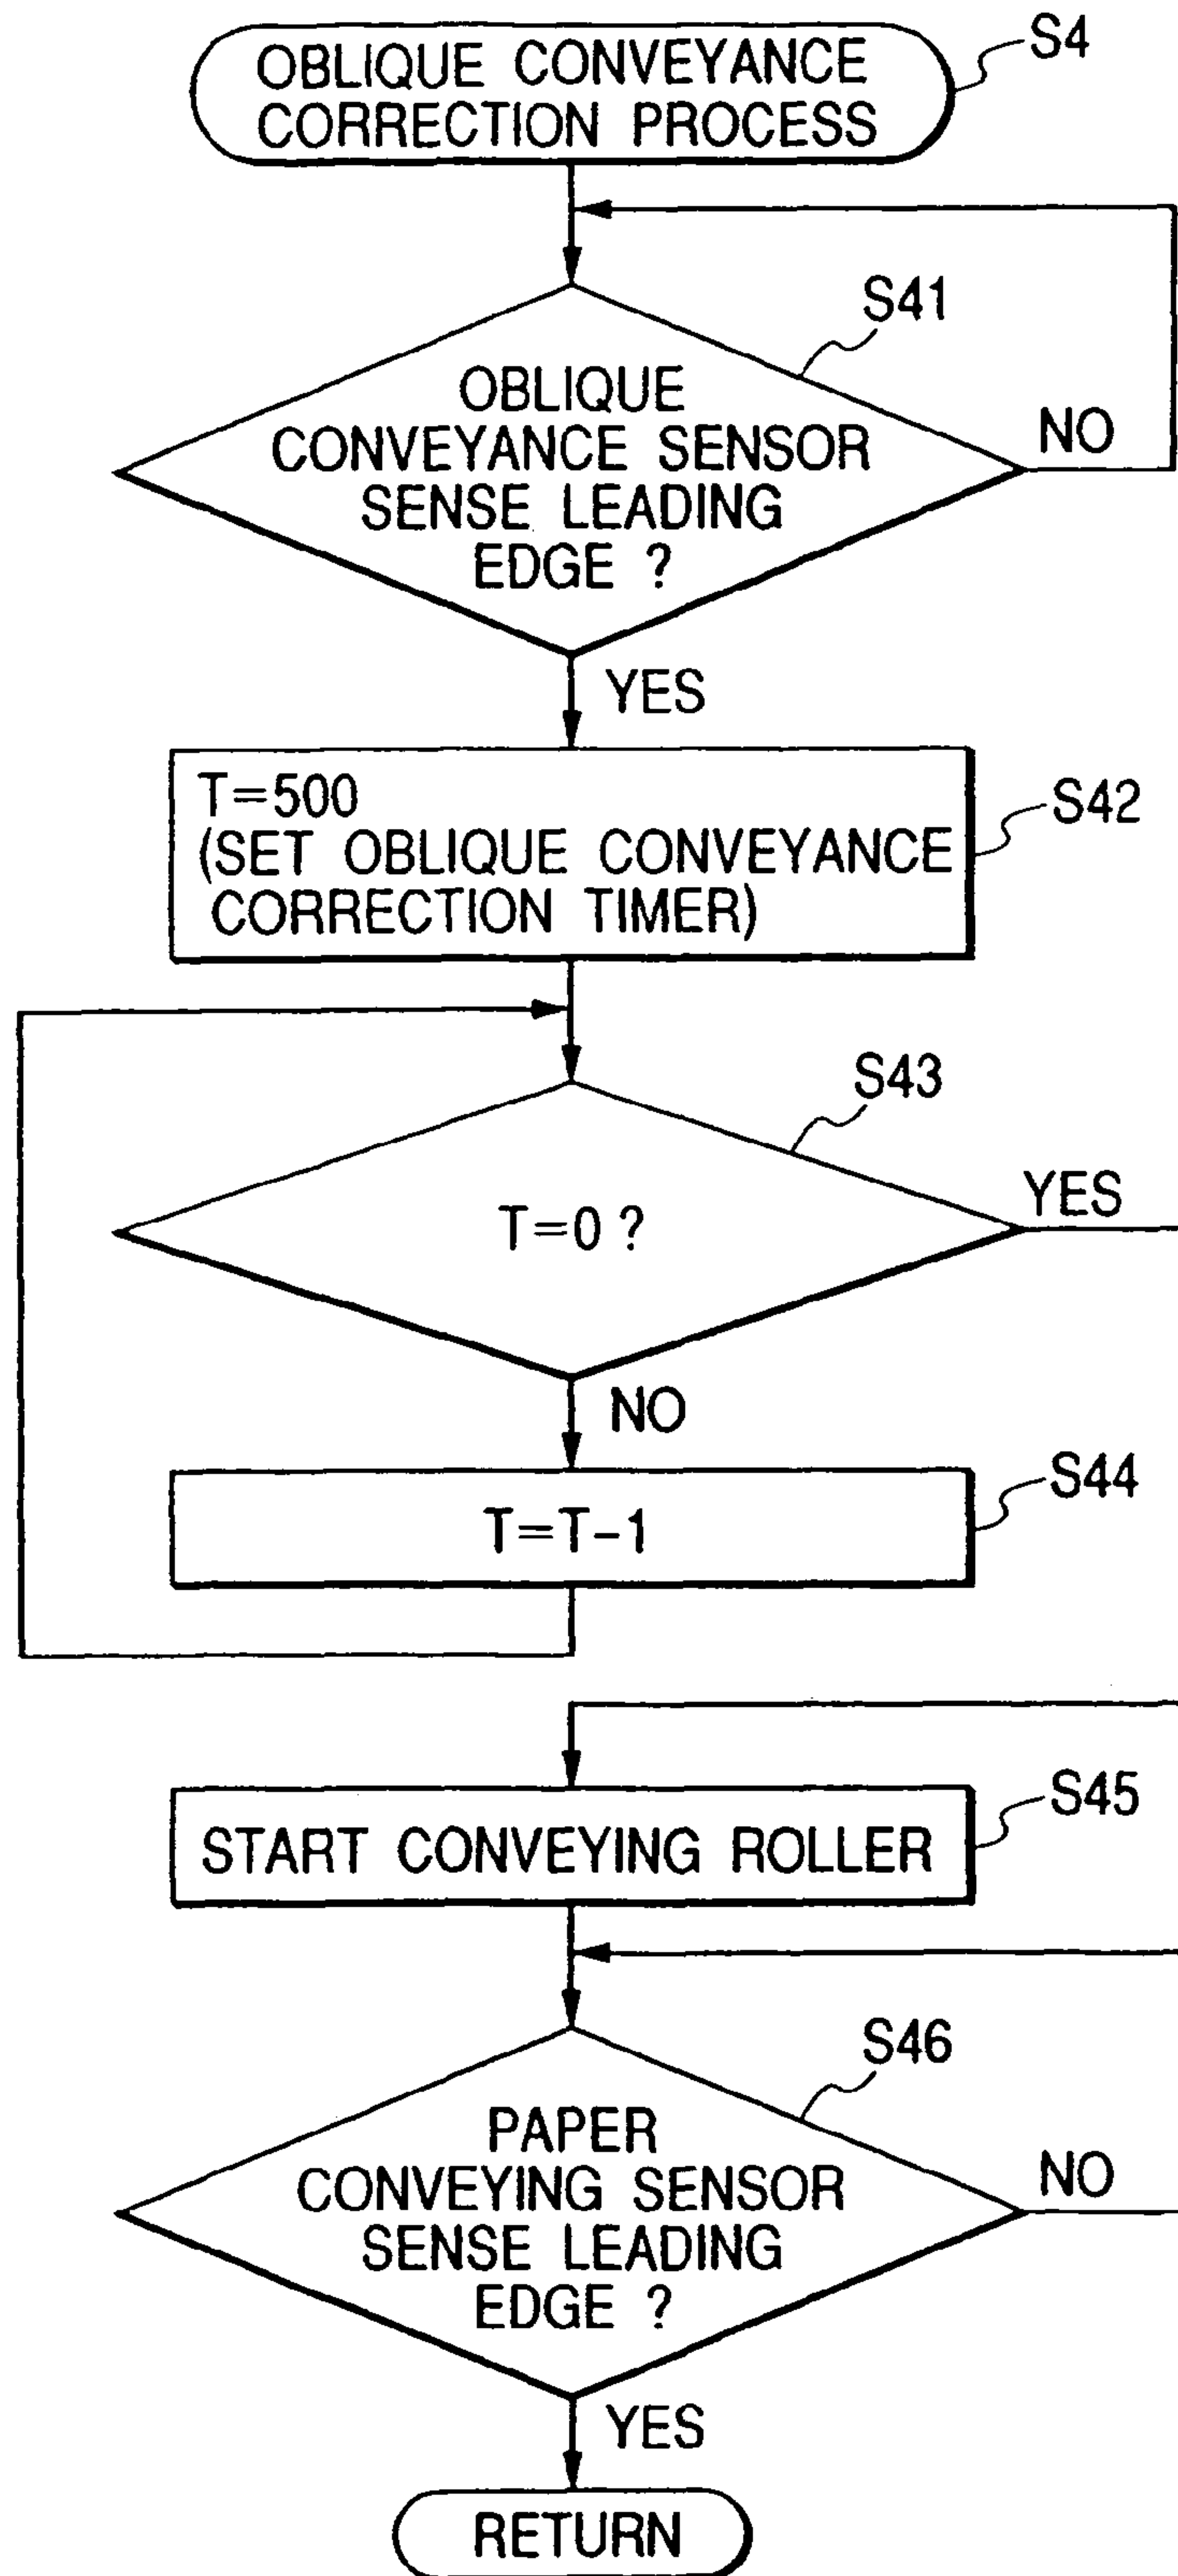 OBLIQUE CONVEYANCE
CORRECTION PROCESS
S4
S41
OBLIQUE
CONVEYANCE SENSOR
SENSE LEADING
EDGE ?
NO
YES
T=500
(SET OBLIQUE CONVEYANCE
CORRECTION TIMER)
S42
S43
T=0 ?
YES
NO
S44
T=T-1
S45
START CONVEYING ROLLER
S46
PAPER
CONVEYING SENSOR
SENSE LEADING
EDGE ?
NO
YES
RETURN